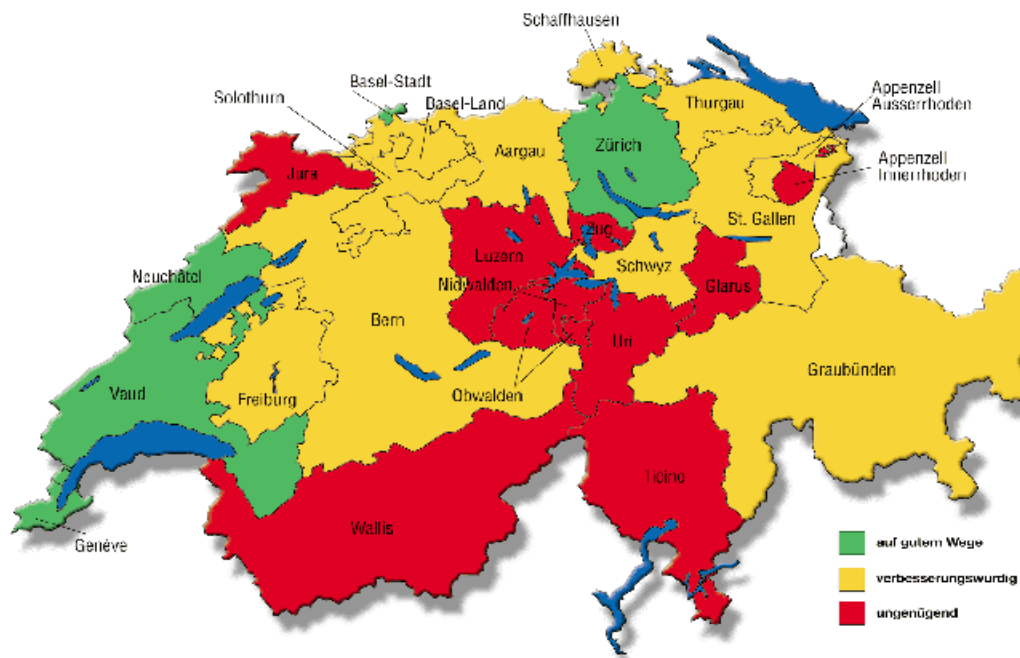 Schaffhausen
Basel-Stadt
Basel-Land
Solothurn
Appenzell
Ausserrhoden
Thurgau
Aargau
Zürich
Appenzell
Innerrhoden
Jura
St. Gallen
Zug
Luzern
Schwyz
Neuchâtel
Nidwalden
Glarus
Bern
Uri
Graubünden
Vaud
Freiburg
Obwalden
Ticino
Wallis
Genéve
auf gutem Wege
verbesserungswürdig
ungenügend